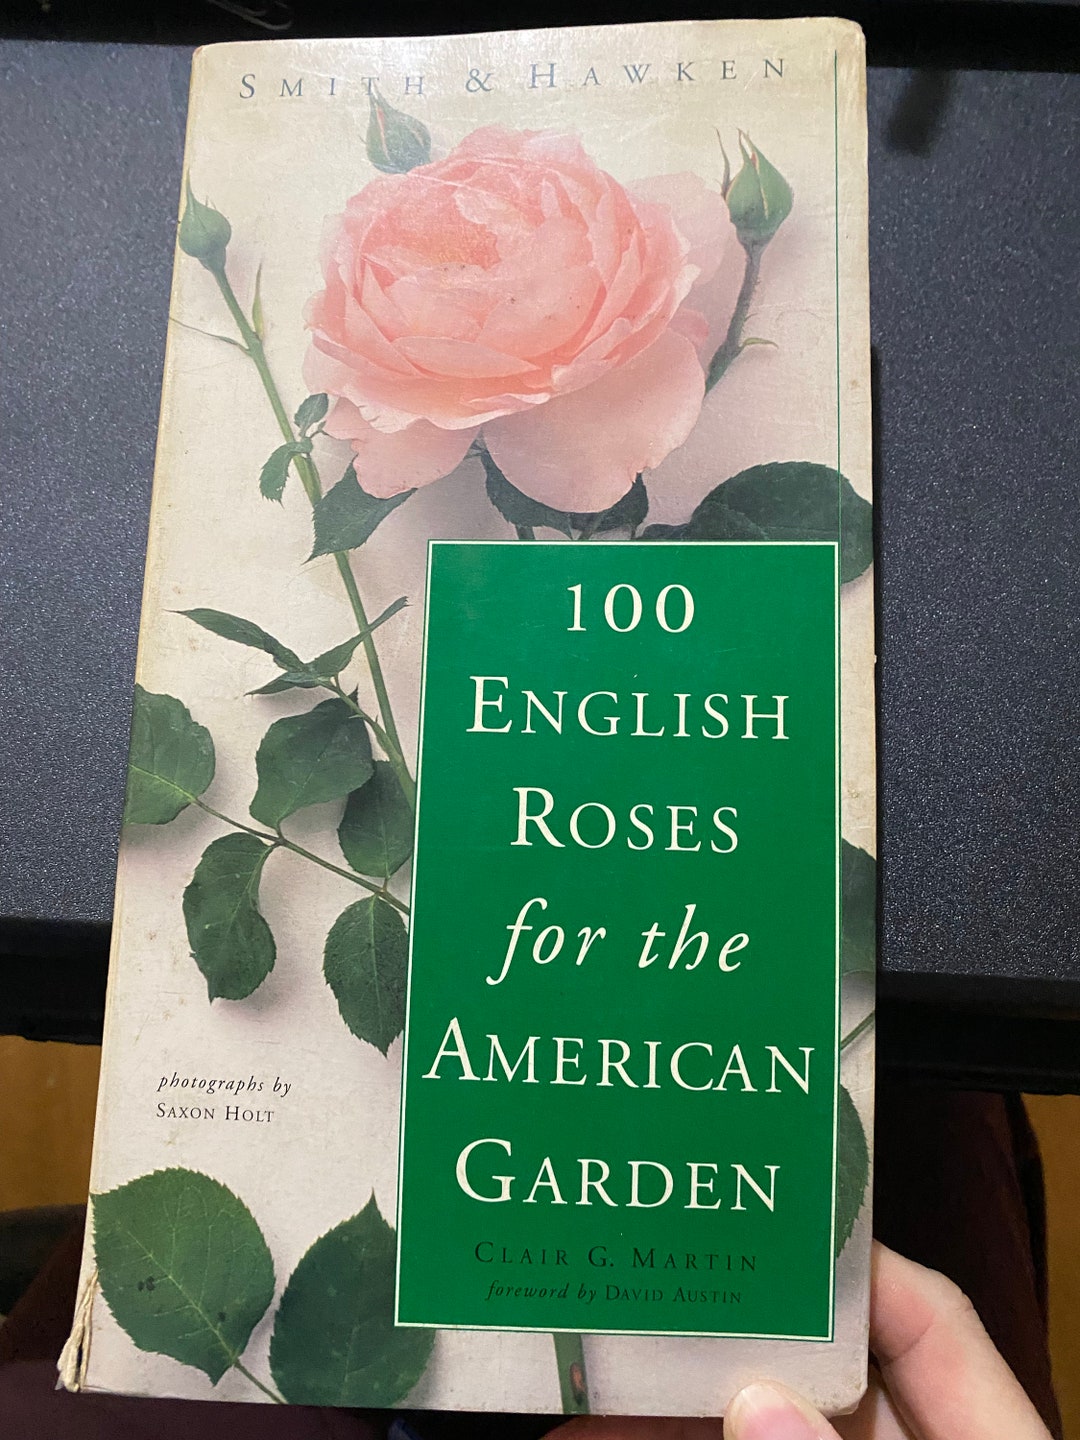 SMITH & HAWKEN
100
ENGLISH
ROSES
for the
AMERICAN
GARDEN
photographs by
SAXON HOLT
CLAIR G. MARTIN
foreword by DAVID AUSTIN